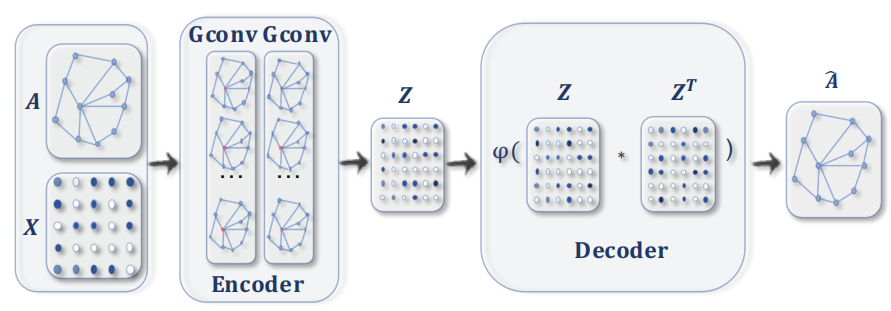 A
X
Gconv Gconv
...
...
Encoder
Z
φ(
Z
*
Z^T
)
Decoder
Â